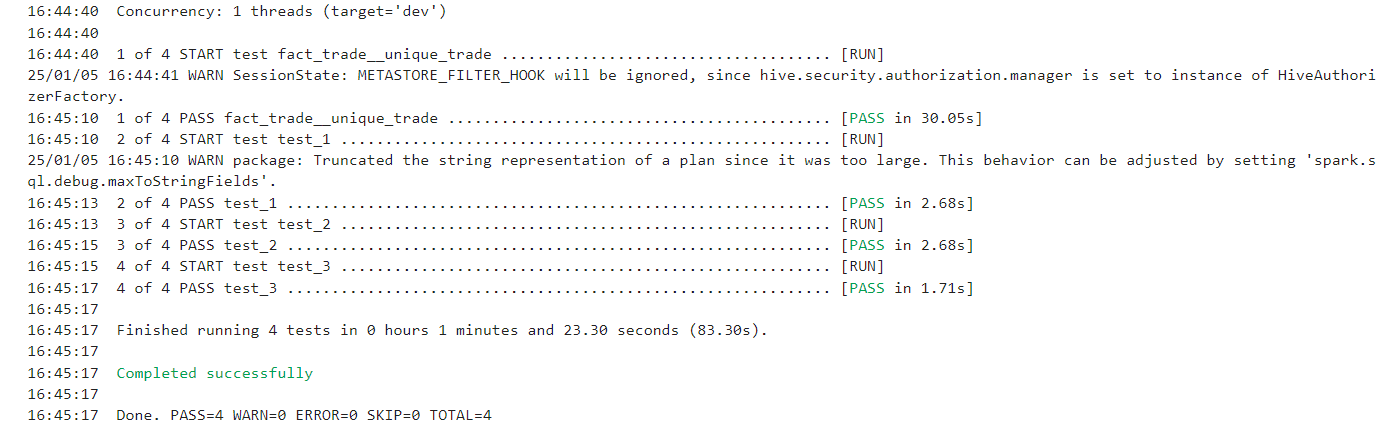 16:44:40  Concurrency: 1 threads (target='dev')
16:44:40
16:44:40  1 of 4 START test fact_trade__unique_trade ..................................... [RUN]
25/01/05 16:44:41 WARN SessionState: METASTORE_FILTER_HOOK will be ignored, since hive.security.authorization.manager is set to instance of HiveAuthori
zerFactory.
16:45:10  1 of 4 PASS fact_trade__unique_trade ........................................... [PASS in 30.05s]
16:45:10  2 of 4 START test test_1 ....................................................... [RUN]
25/01/05 16:45:10 WARN package: Truncated the string representation of a plan since it was too large. This behavior can be adjusted by setting 'spark.s
ql.debug.maxToStringFields'.
16:45:13  2 of 4 PASS test_1 ............................................................. [PASS in 2.68s]
16:45:13  3 of 4 START test test_2 ....................................................... [RUN]
16:45:15  3 of 4 PASS test_2 ............................................................. [PASS in 2.68s]
16:45:15  4 of 4 START test test_3 ....................................................... [RUN]
16:45:17  4 of 4 PASS test_3 ............................................................. [PASS in 1.71s]
16:45:17
16:45:17  Finished running 4 tests in 0 hours 1 minutes and 23.30 seconds (83.30s).
16:45:17
16:45:17  Completed successfully
16:45:17
16:45:17  Done. PASS=4 WARN=0 ERROR=0 SKIP=0 TOTAL=4